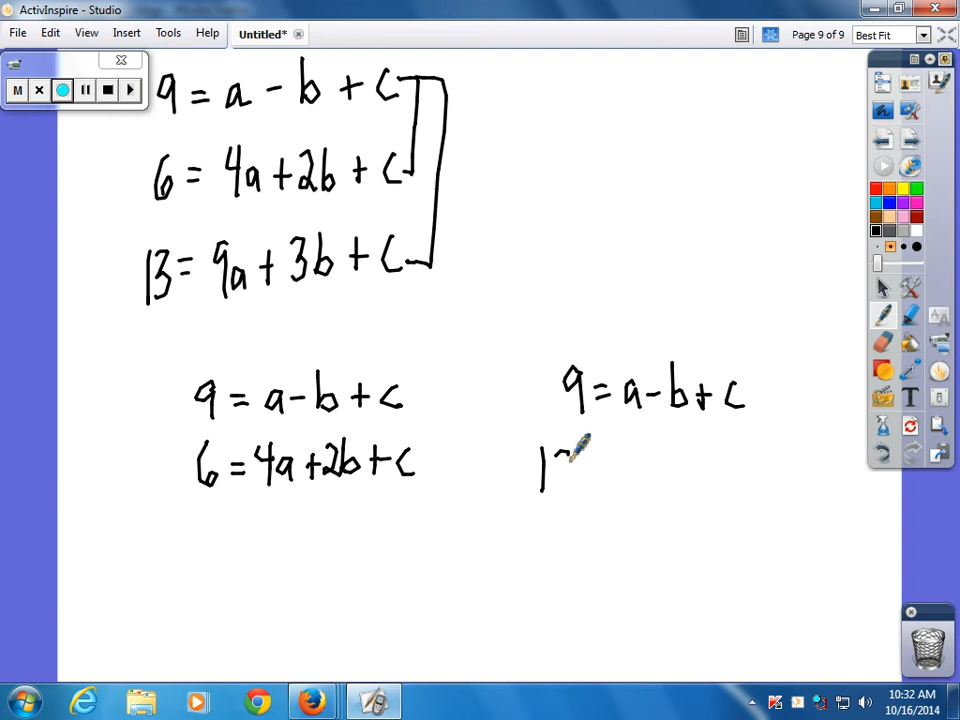 ActivInspire - Studio
File Edit View Insert Tools Help Untitled* Page 9 of 9 Best Fit
M
9 = a - b + c
6 = 4a + 2b + c
13 = 9a + 3b + c
9 = a - b + c
9 = a - b + c
6 = 4a + 2b + c
1
T
10:32 AM
10/16/2014